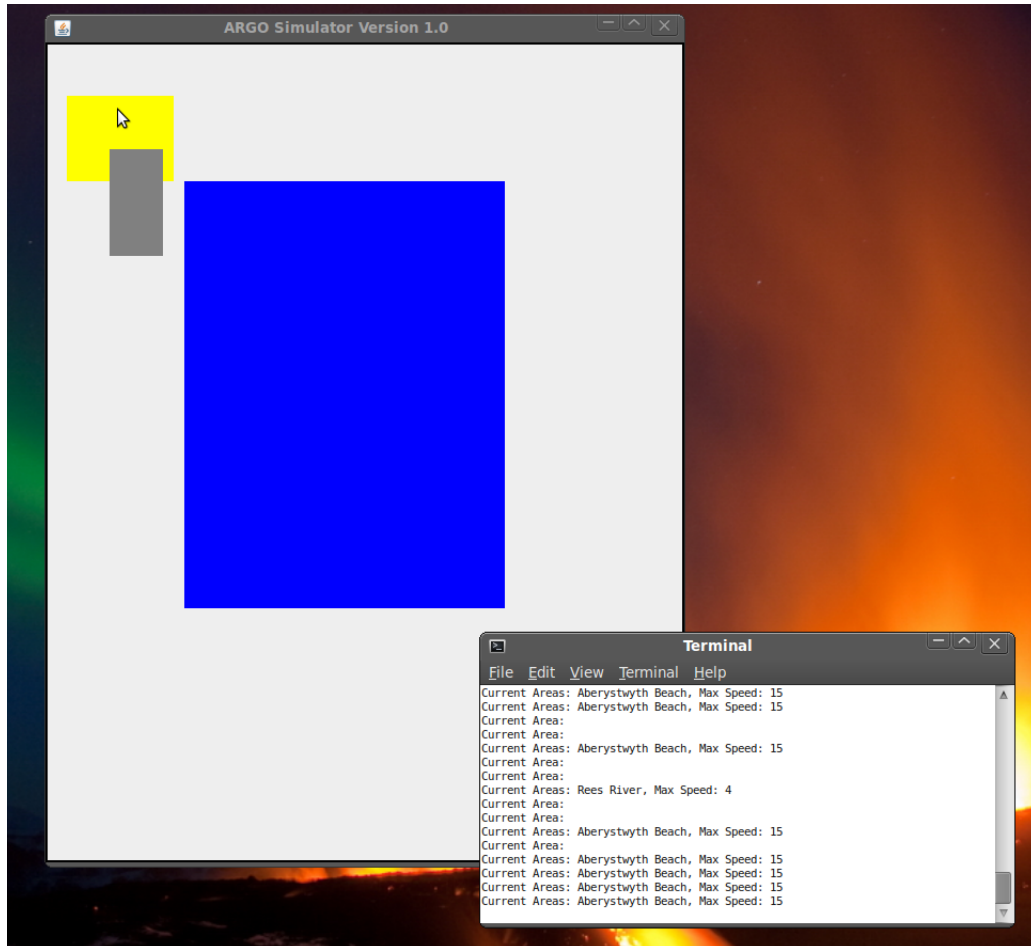 ARGO Simulator Version 1.0
Terminal
File Edit View Terminal Help
Current Areas: Aberystwyth Beach, Max Speed: 15
Current Areas: Aberystwyth Beach, Max Speed: 15
Current Area:
Current Area:
Current Areas: Aberystwyth Beach, Max Speed: 15
Current Area:
Current Area:
Current Areas: Rees River, Max Speed: 4
Current Area:
Current Area:
Current Areas: Aberystwyth Beach, Max Speed: 15
Current Area:
Current Areas: Aberystwyth Beach, Max Speed: 15
Current Areas: Aberystwyth Beach, Max Speed: 15
Current Areas: Aberystwyth Beach, Max Speed: 15
Current Areas: Aberystwyth Beach, Max Speed: 15